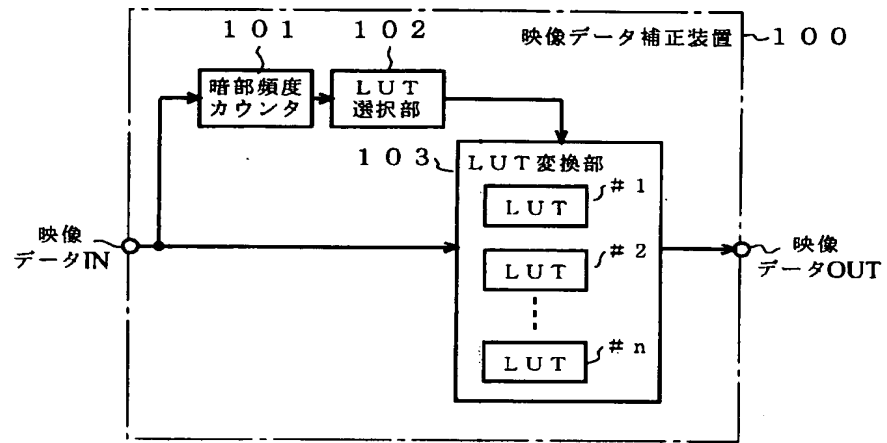 101
102
映像データ補正装置
100
暗部頻度
カウンタ
LUT
選択部
103
LUT変換部
LUT
#1
LUT
#2
LUT
#n
映像
データIN
映像
データOUT